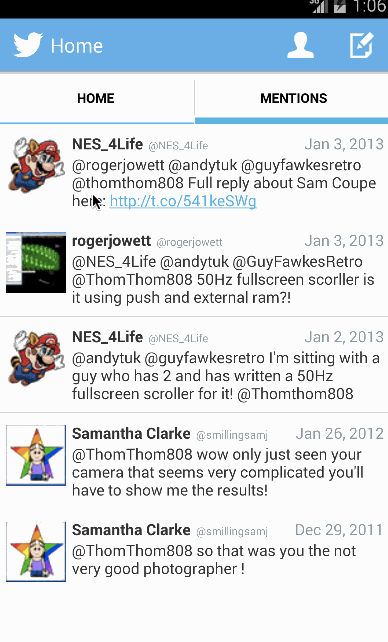 3G 1:06
Home
HOME MENTIONS
NES_4Life @NES_4Life Jan 3, 2013
@rogerjowett @andytuk @guyfawkesretro
@thomthom808 Full reply about Sam Coupe
here: http://t.co/541keSWg
rogerjowett @rogerjowett Jan 3, 2013
@NES_4Life @andytuk @GuyFawkesRetro
@ThomThom808 50Hz fullscreen scorller is
it using push and external ram?!
NES_4Life @NES_4Life Jan 2, 2013
@andytuk @guyfawkesretro I'm sitting with a
guy who has 2 and has written a 50Hz
fullscreen scroller for it! @Thomthom808
Samantha Clarke @smillingsamj Jan 26, 2012
@ThomThom808 wow only just seen your
camera that seems very complicated you'll
have to show me the results!
Samantha Clarke @smillingsamj Dec 29, 2011
@ThomThom808 so that was you the not
very good photographer !